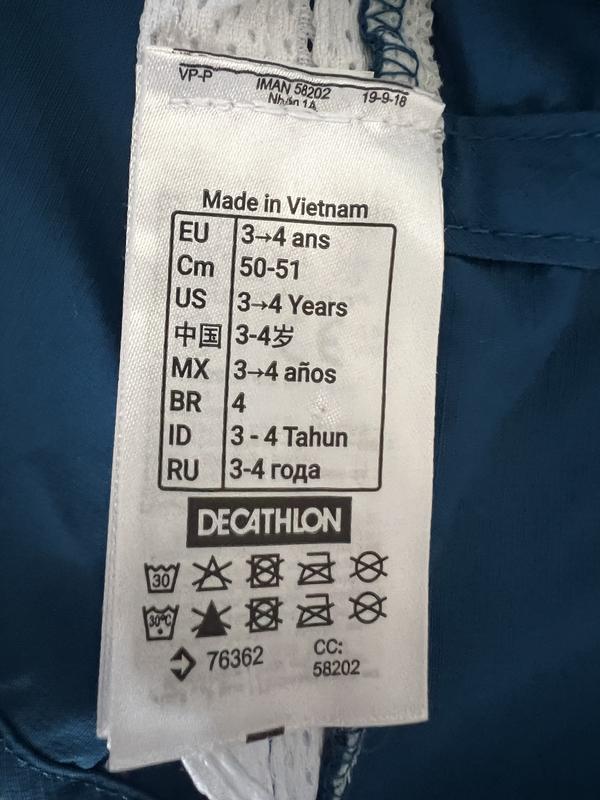 VP-P IMAN 58202 19-9-18
Nhãn 1A
Made in Vietnam
EU 3→4 ans
Cm 50-51
US 3→4 Years
中国 3-4岁
MX 3→4 años
BR 4
ID 3 - 4 Tahun
RU 3-4 года
DECATHLON
30
30°C
76362 CC:
58202